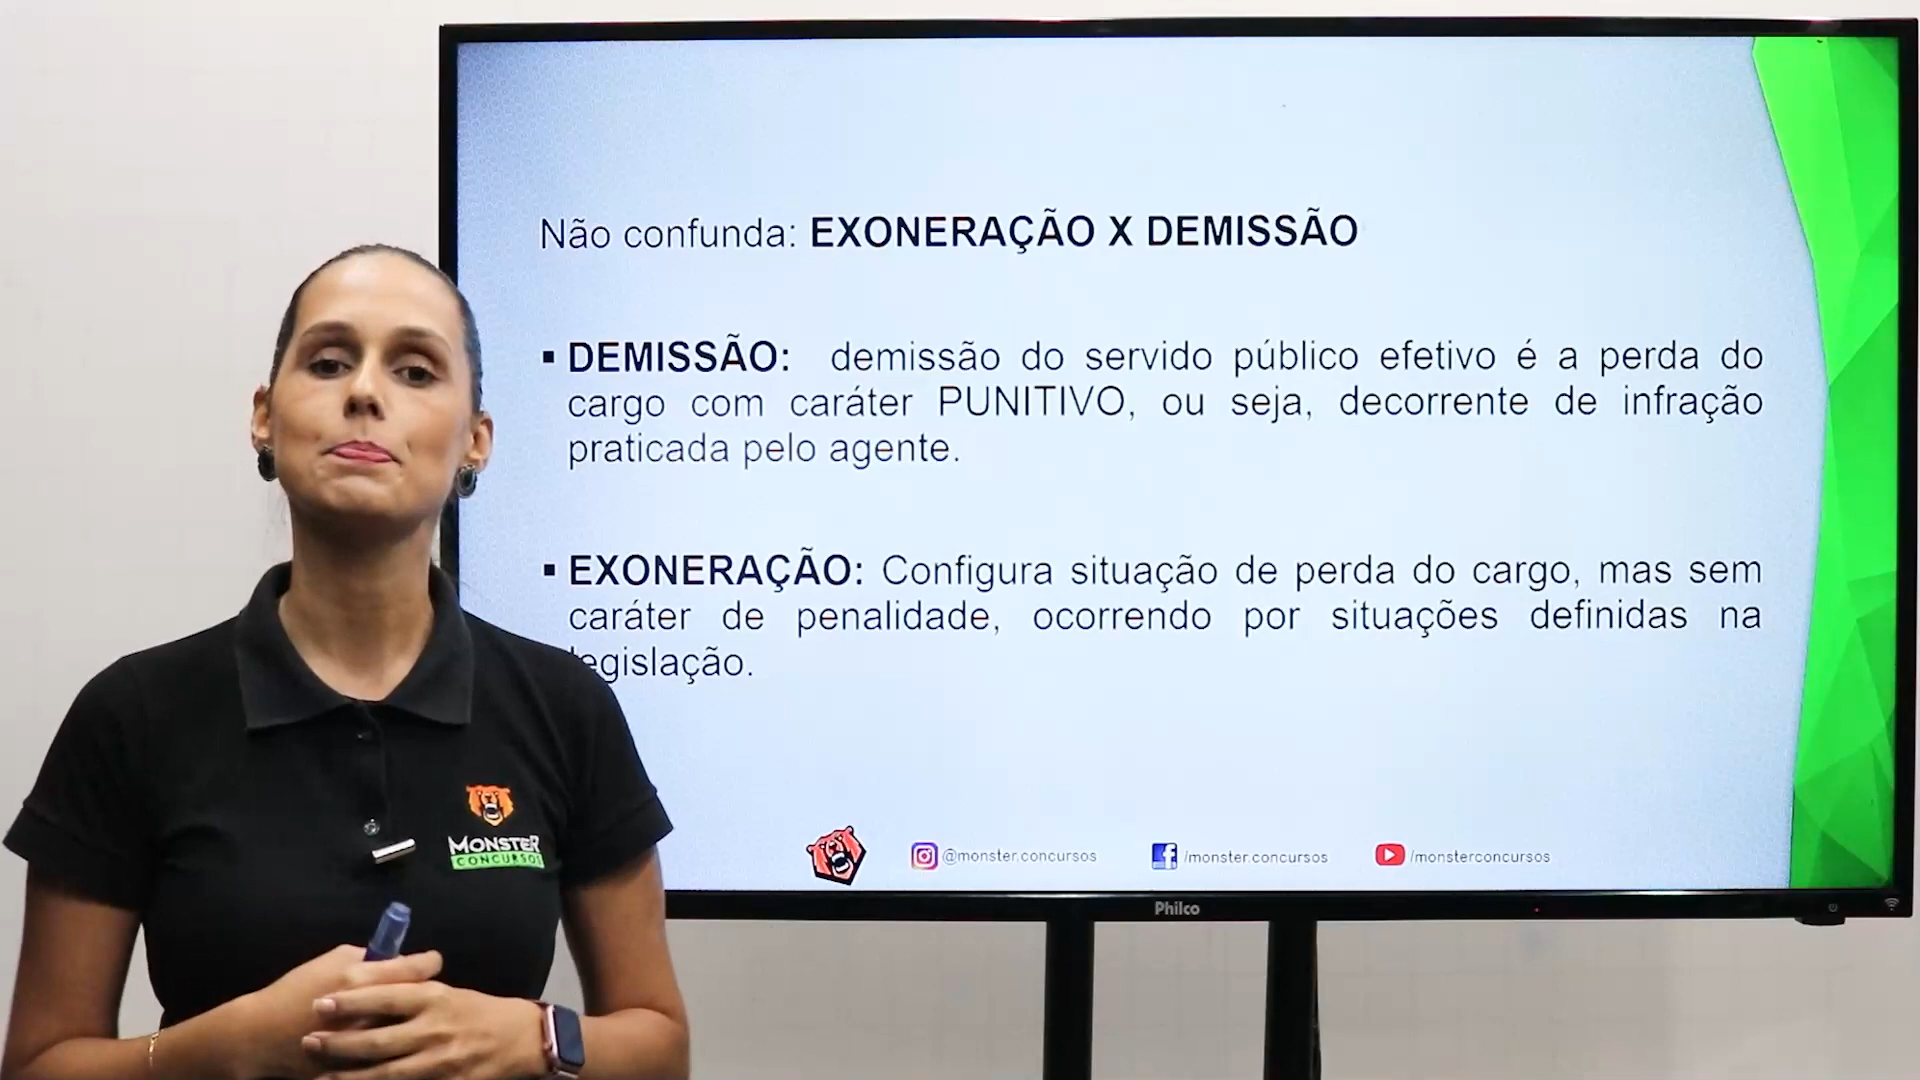 Não confunda: EXONERAÇÃO X DEMISSÃO
▪ DEMISSÃO: demissão do servido público efetivo é a perda do
cargo com caráter PUNITIVO, ou seja, decorrente de infração
praticada pelo agente.
▪ EXONERAÇÃO: Configura situação de perda do cargo, mas sem
caráter de penalidade, ocorrendo por situações definidas na
legislação.
MONSTER
CONCURSOS
@monster.concursos
/monster.concursos
/monsterconcursos
Philco